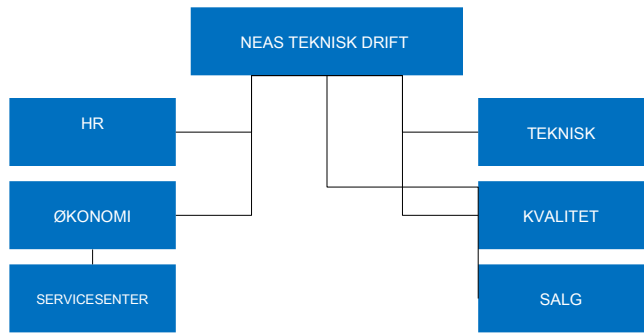 NEAS TEKNISK DRIFT
HR
TEKNISK
ØKONOMI
KVALITET
SERVICESENTER
SALG